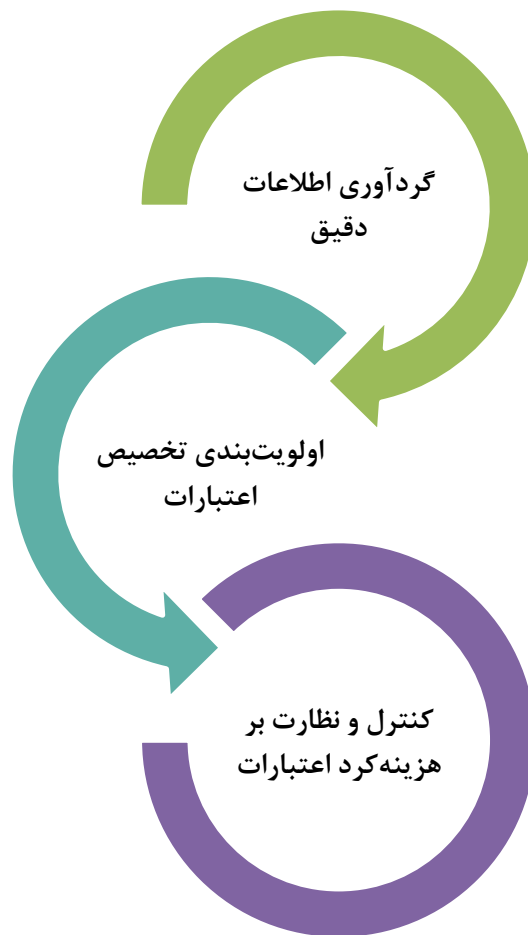 گردآوری اطلاعات
دقیق
اولویت‌بندی تخصیص
اعتبارات
کنترل و نظارت بر
هزینه‌کرد اعتبارات